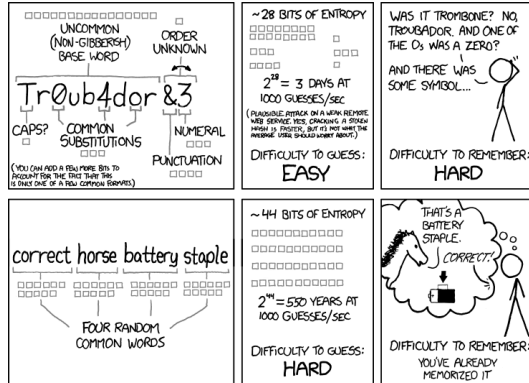 UNCOMMON
(NON-GIBBERISH)
BASE WORD
ORDER
UNKNOWN
Tr0ub4dor &3
CAPS?
COMMON
SUBSTITUTIONS
NUMERAL
PUNCTUATION
(YOU CAN ADD A FEW MORE BITS TO
ACCOUNT FOR THE FACT THAT THIS
IS ONLY ONE OF A FEW COMMON FORMATS.)
~28 BITS OF ENTROPY
2²⁸ = 3 DAYS AT
1000 GUESSES/SEC
(PLAUSIBLE ATTACK ON A WEAK REMOTE
WEB SERVICE. YES, CRACKING A STOLEN
HASH IS FASTER, BUT IT'S NOT WHAT THE
AVERAGE USER SHOULD WORRY ABOUT.)
DIFFICULTY TO GUESS:
EASY
WAS IT TROMBONE? NO,
TROUBADOR. AND ONE OF
THE Os WAS A ZERO?
AND THERE WAS
SOME SYMBOL...
DIFFICULTY TO REMEMBER:
HARD
correct horse battery staple
FOUR RANDOM
COMMON WORDS
~44 BITS OF ENTROPY
2⁴⁴ = 550 YEARS AT
1000 GUESSES/SEC
DIFFICULTY TO GUESS:
HARD
THAT'S A
BATTERY
STAPLE.
CORRECT!
DIFFICULTY TO REMEMBER:
YOU'VE ALREADY
MEMORIZED IT